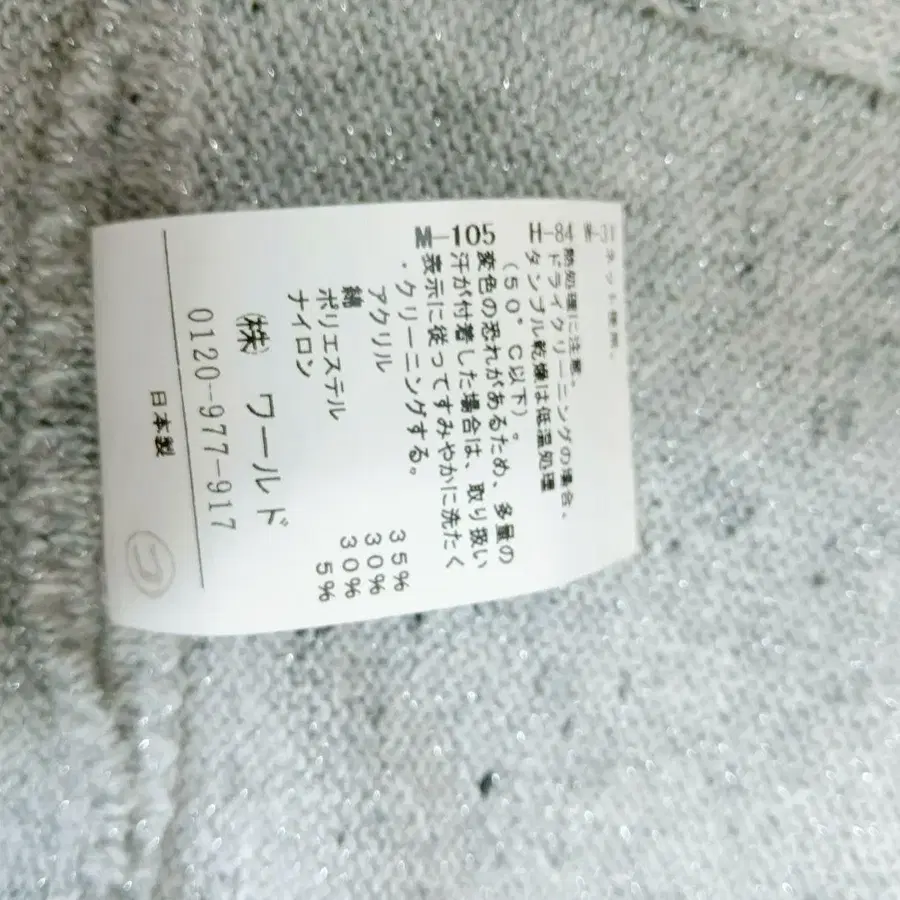 ネット使用。
H-84
熱処理に注意。
ドライクリーニングの場合、
タンブル乾燥は低温処理
(50°C以下)。
M-105
変色の恐れがあるため、多量の
汗が付着した場合は、取り扱い
表示に従ってすみやかに洗たく
・クリーニングする。
アクリル 35%
綿 30%
ポリエステル 30%
ナイロン 5%
㈱ ワールド
0120-977-917
日本製